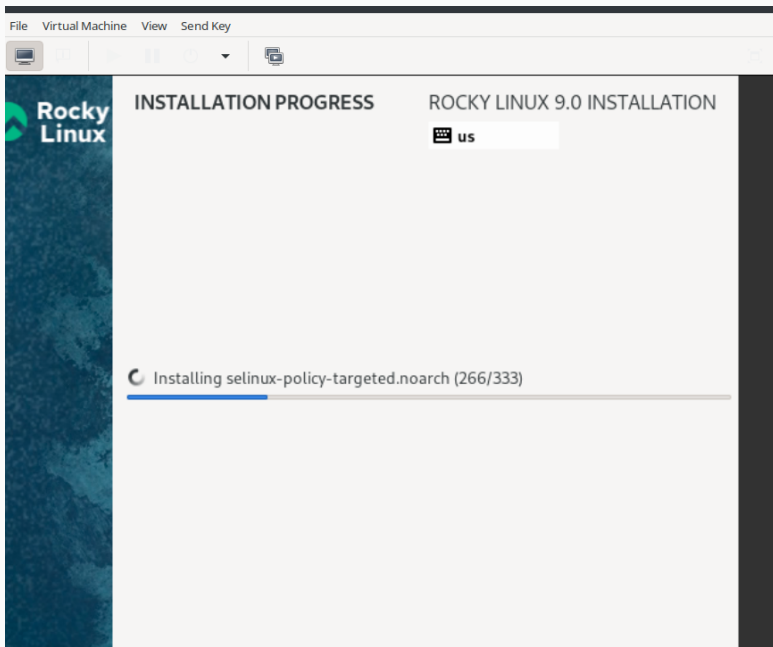 File Virtual Machine View Send Key
Rocky
Linux
INSTALLATION PROGRESS
ROCKY LINUX 9.0 INSTALLATION
us
Installing selinux-policy-targeted.noarch (266/333)